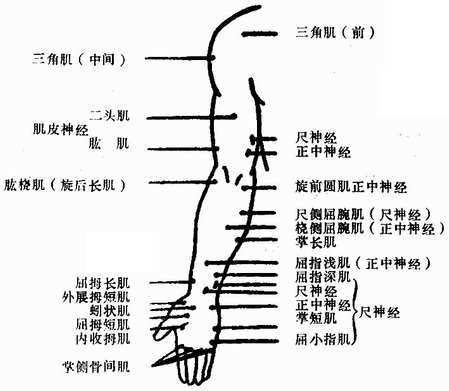 三角肌（前）
三角肌（中间）
二头肌
肌皮神经
肱 肌
尺神经
正中神经
肱桡肌（旋后长肌）
旋前圆肌正中神经
尺侧屈腕肌（尺神经）
桡侧屈腕肌（正中神经）
掌长肌
屈指浅肌（正中神经）
屈拇长肌
屈指深肌
外展拇短肌
尺神经
蚓状肌
正中神经
掌短肌
尺神经
屈拇短肌
内收拇肌
屈小指肌
掌侧骨间肌